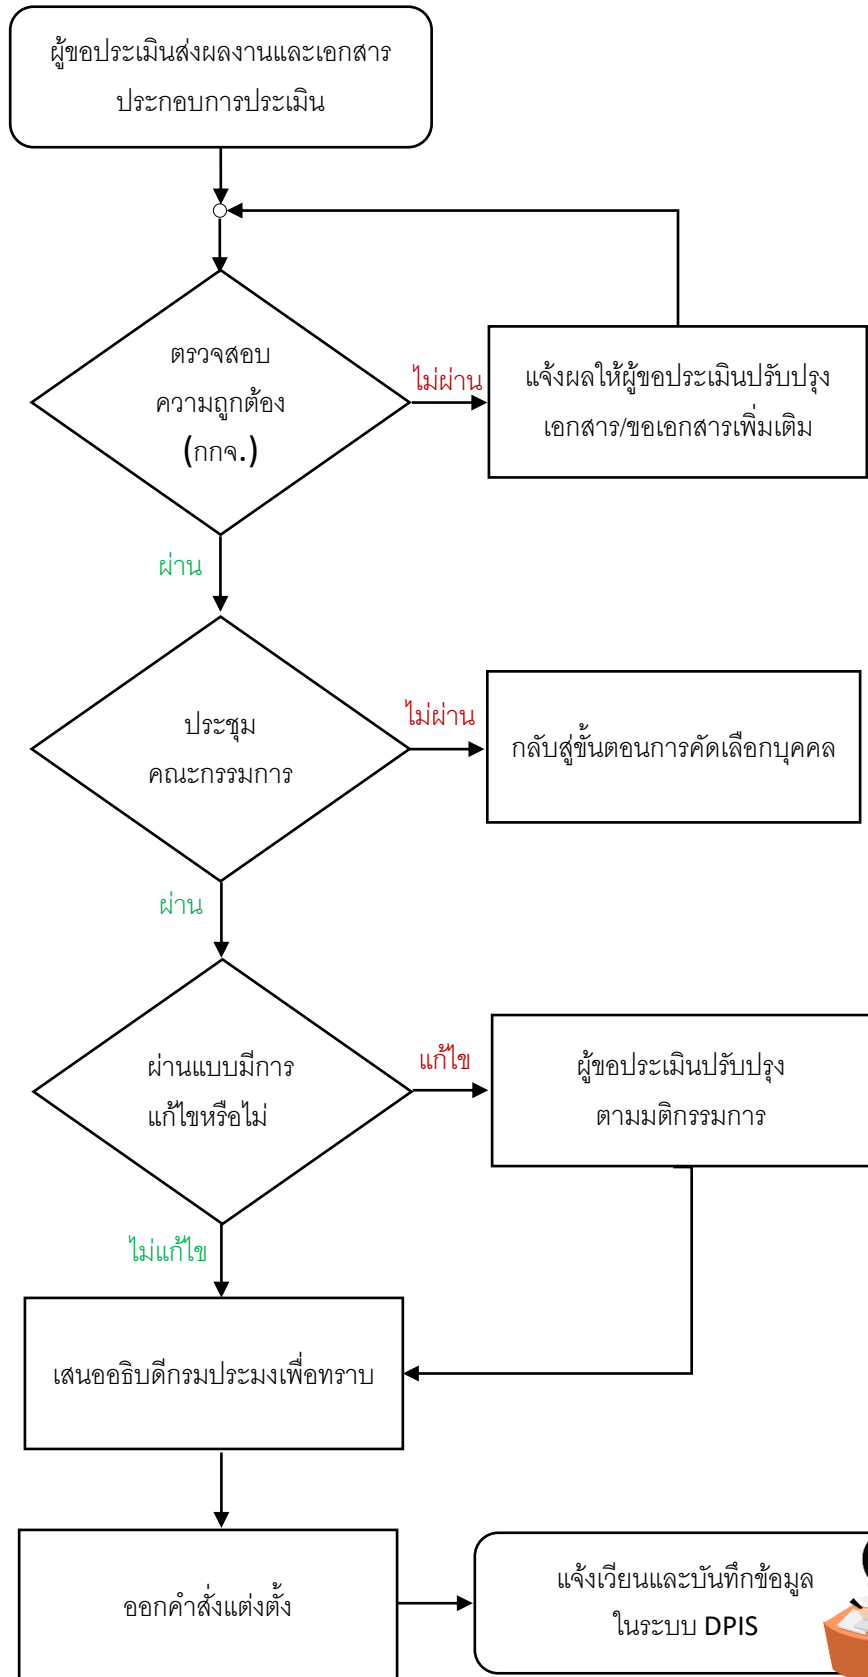 ผู้ขอประเมินส่งผลงานและเอกสาร
ประกอบการประเมิน
ตรวจสอบ
ความถูกต้อง
(กกจ.)
ไม่ผ่าน
แจ้งผลให้ผู้ขอประเมินปรับปรุง
เอกสาร/ขอเอกสารเพิ่มเติม
ผ่าน
ประชุม
คณะกรรมการ
ไม่ผ่าน
กลับสู่ขั้นตอนการคัดเลือกบุคคล
ผ่าน
ผ่านแบบมีการ
แก้ไขหรือไม่
แก้ไข
ผู้ขอประเมินปรับปรุง
ตามมติกรรมการ
ไม่แก้ไข
เสนออธิบดีกรมประมงเพื่อทราบ
ออกคำสั่งแต่งตั้ง
แจ้งเวียนและบันทึกข้อมูล
ในระบบ DPIS